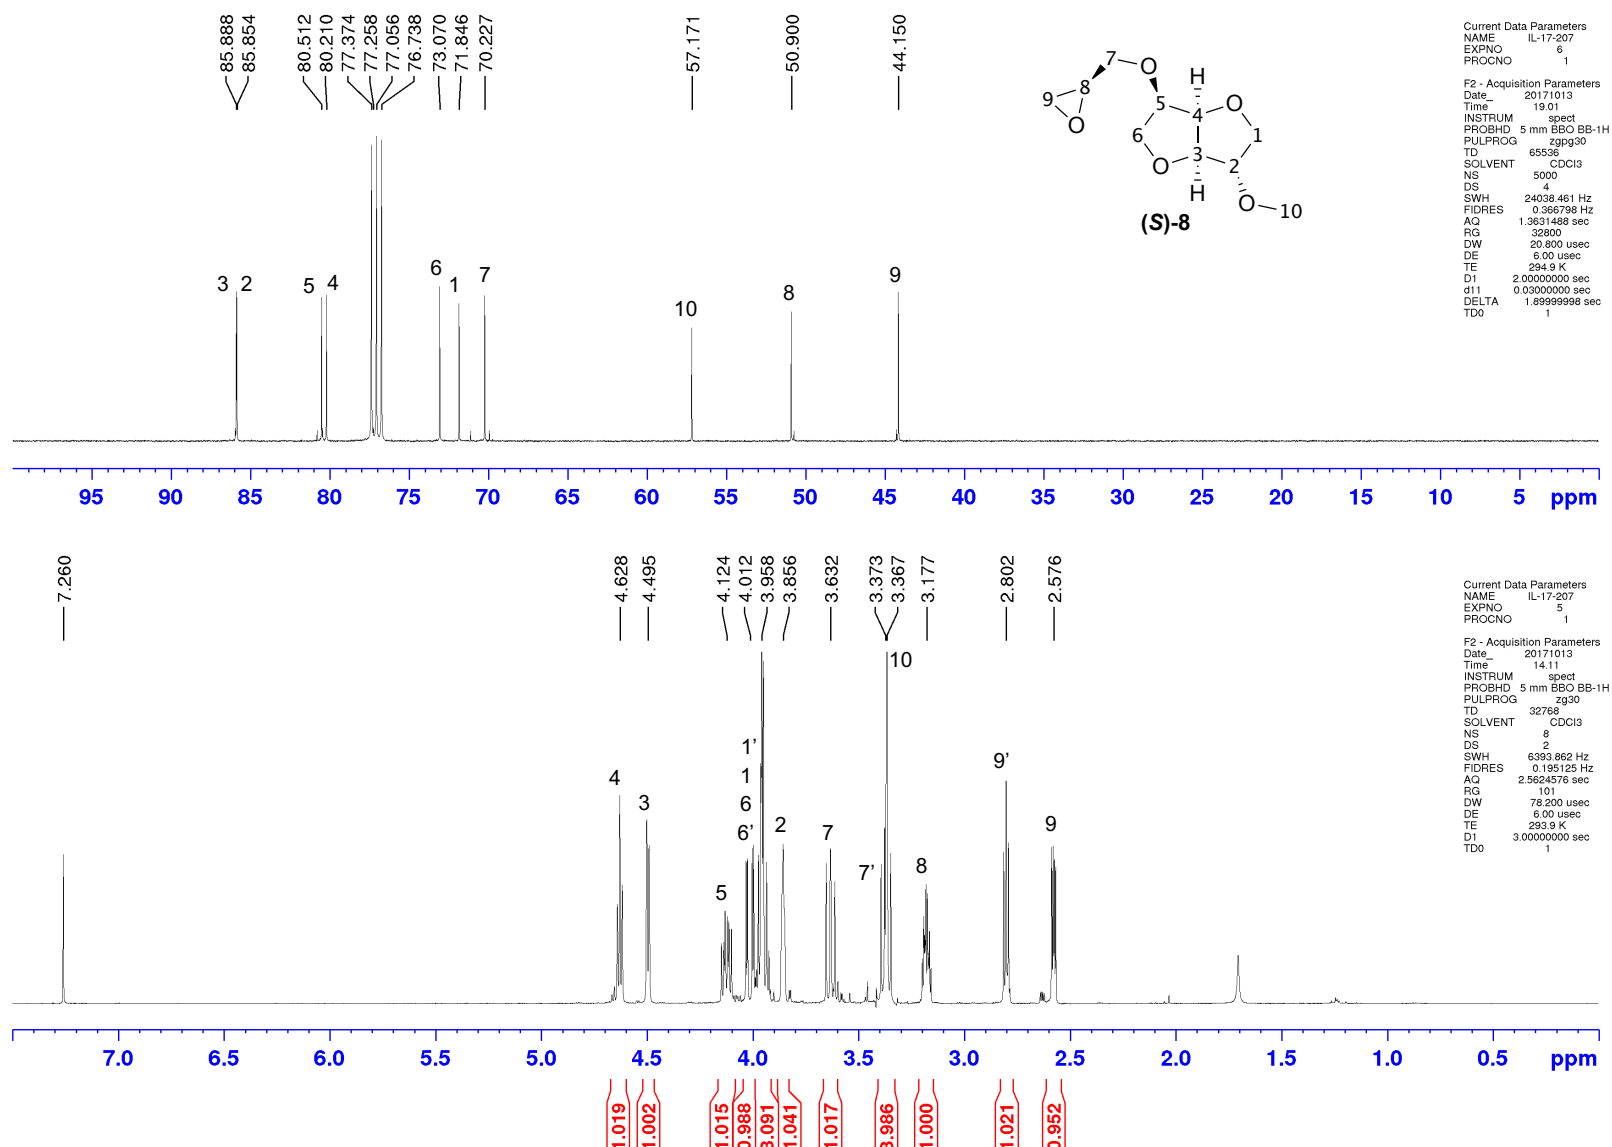 85.888
85.854
80.512
80.210
77.374
77.258
77.056
76.738
73.070
71.846
70.227
57.171
50.900
44.150
Current Data Parameters
NAME IL-17-207
EXPNO 6
PROCNO 1
F2 - Acquisition Parameters
Date_ 20171013
Time 19.01
INSTRUM spect
PROBHD 5 mm BBO BB-1H
PULPROG zgpg30
TD 65536
SOLVENT CDCl3
NS 5000
DS 4
SWH 24038.461 Hz
FIDRES 0.366798 Hz
AQ 1.3631488 sec
RG 32800
DW 20.800 usec
DE 6.00 usec
TE 294.9 K
D1 2.00000000 sec
d11 0.03000000 sec
DELTA 1.89999998 sec
TD0 1
7 O H
9 8 5 4 O
O 6 1
3 2
O H
O 10
(S)-8
3 2 5 4 6 1 7 10 8 9
95 90 85 80 75 70 65 60 55 50 45 40 35 30 25 20 15 10 5 ppm
7.260
4.628
4.495
4.124
4.012
3.958
3.856
3.632
3.373
3.367
3.177
2.802
2.576
Current Data Parameters
NAME IL-17-207
EXPNO 5
PROCNO 1
F2 - Acquisition Parameters
Date_ 20171013
Time 14.11
INSTRUM spect
PROBHD 5 mm BBO BB-1H
PULPROG zg30
TD 32768
SOLVENT CDCl3
NS 8
DS 2
SWH 6393.862 Hz
FIDRES 0.195125 Hz
AQ 2.5624576 sec
RG 101
DW 78.200 usec
DE 6.00 usec
TE 293.9 K
D1 3.00000000 sec
TD0 1
4
3
5
1'
1
6
6'
2
7
7'
10
8
9'
9
7.0 6.5 6.0 5.5 5.0 4.5 4.0 3.5 3.0 2.5 2.0 1.5 1.0 0.5 ppm
1.019
1.002
1.015
0.988
3.091
1.041
1.017
3.986
1.000
1.021
0.952